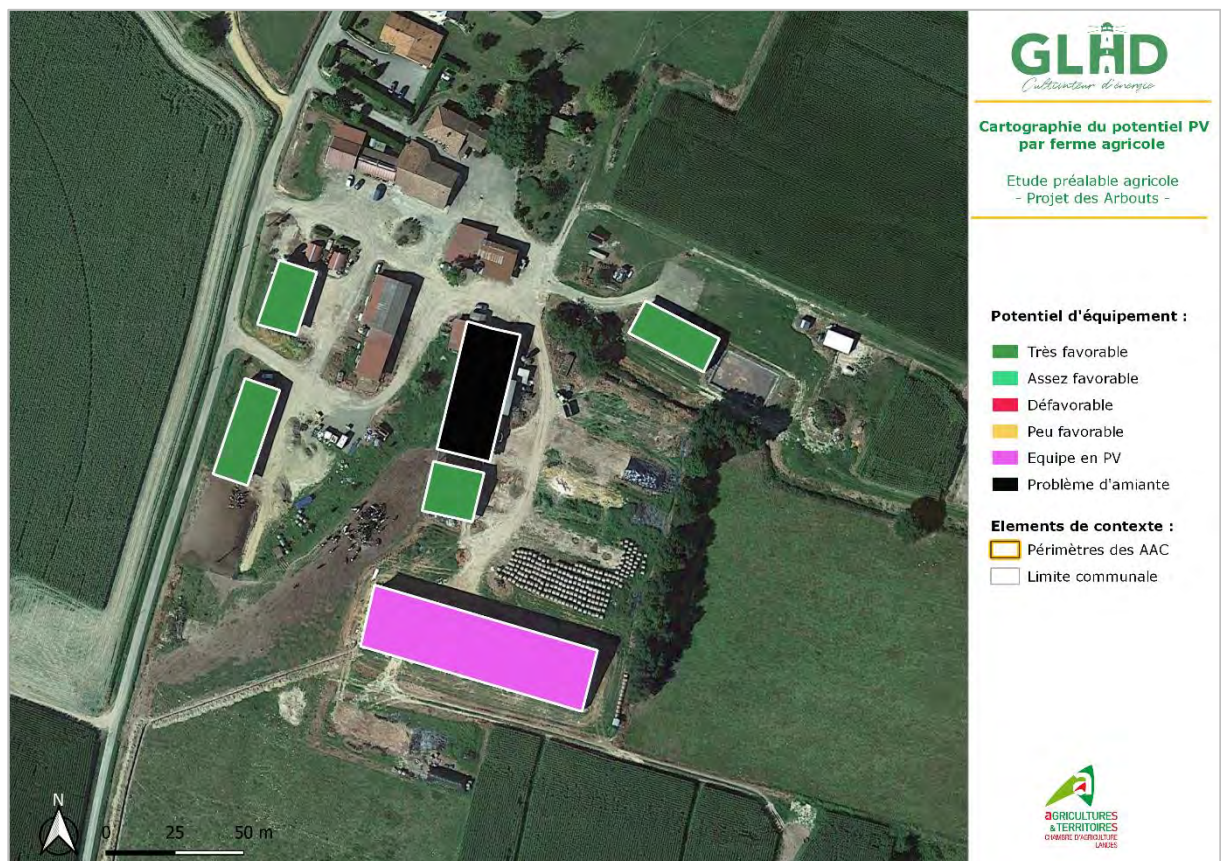 GLHD
Cultivateur d'énergie
Cartographie du potentiel PV
par ferme agricole
Etude préalable agricole
- Projet des Arbouts -
Potentiel d'équipement :
Très favorable
Assez favorable
Défavorable
Peu favorable
Equipe en PV
Problème d'amiante
Elements de contexte :
Périmètres des AAC
Limite communale
N
0 25 50 m
aGRICULTURES
& TERRITOIRES
CHAMBRE D'AGRICULTURE
LANDES